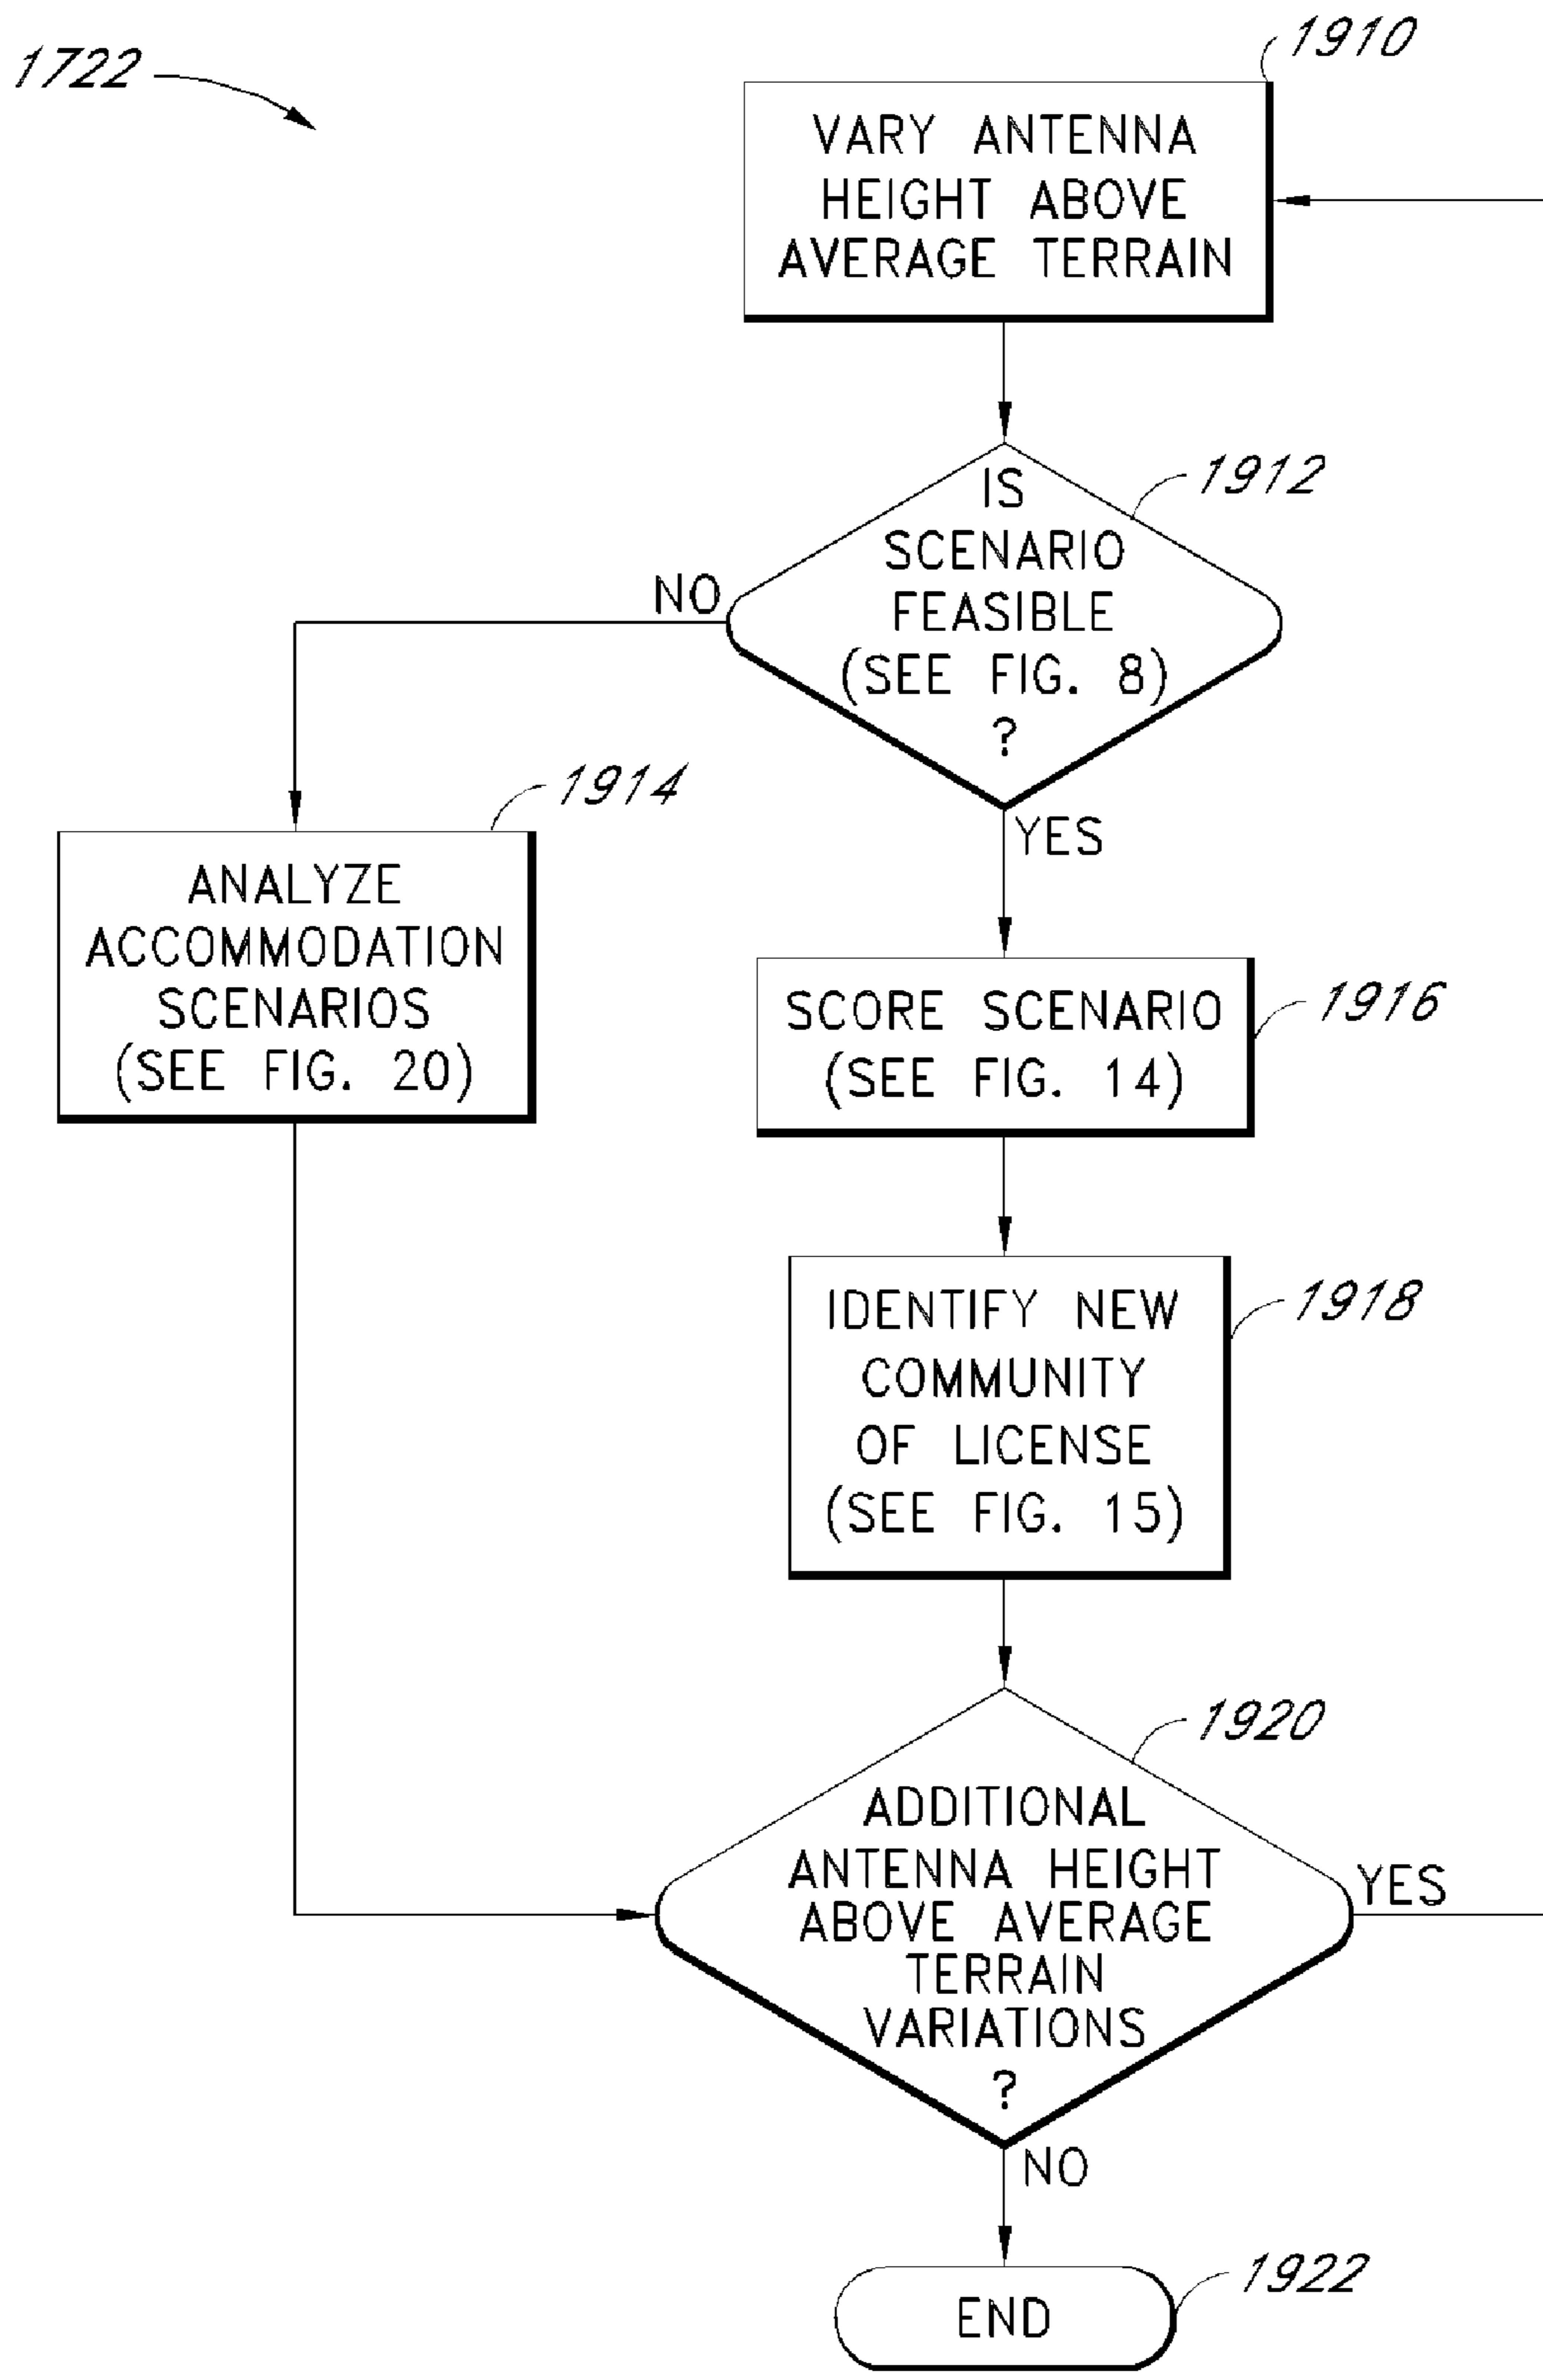 1722
1910
VARY ANTENNA
HEIGHT ABOVE
AVERAGE TERRAIN
1912
IS
SCENARIO
FEASIBLE
(SEE FIG. 8)
?
NO
YES
1914
ANALYZE
ACCOMMODATION
SCENARIOS
(SEE FIG. 20)
1916
SCORE SCENARIO
(SEE FIG. 14)
1918
IDENTIFY NEW
COMMUNITY
OF LICENSE
(SEE FIG. 15)
1920
ADDITIONAL
ANTENNA HEIGHT
ABOVE AVERAGE
TERRAIN
VARIATIONS
?
YES
NO
1922
END